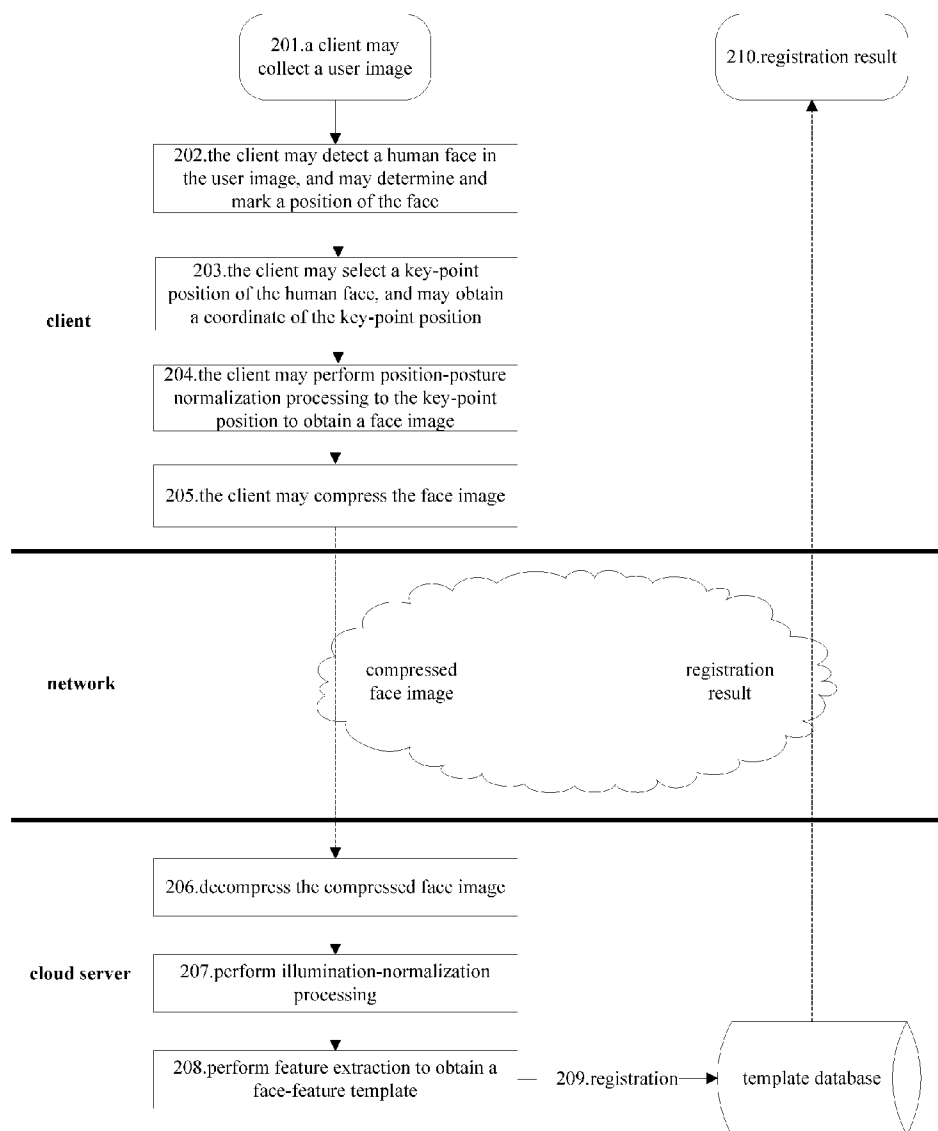 201.a client may
collect a user image
210.registration result
202.the client may detect a human face in
the user image, and may determine and
mark a position of the face
203.the client may select a key-point
position of the human face, and may obtain
a coordinate of the key-point position
client
204.the client may perform position-posture
normalization processing to the key-point
position to obtain a face image
205.the client may compress the face image
compressed
face image
registration
result
network
206.decompress the compressed face image
207.perform illumination-normalization
processing
cloud server
208.perform feature extraction to obtain a
face-feature template
209.registration
template database